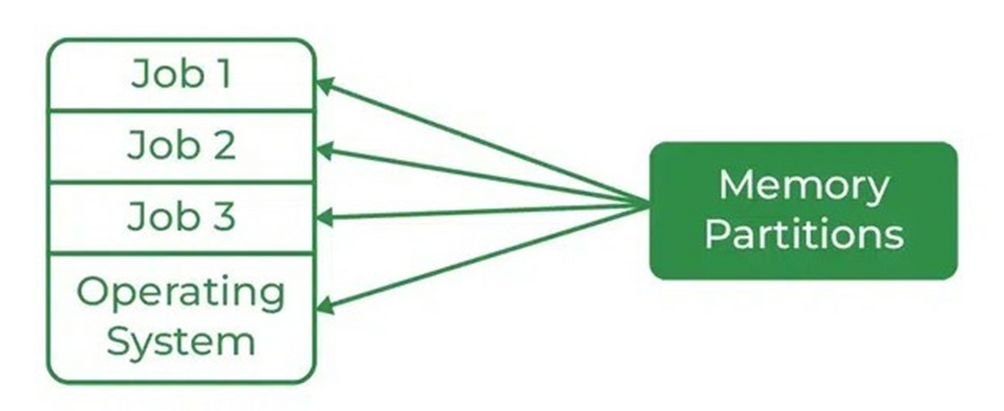 Job 1
Job 2
Job 3
Operating
System
Memory
Partitions